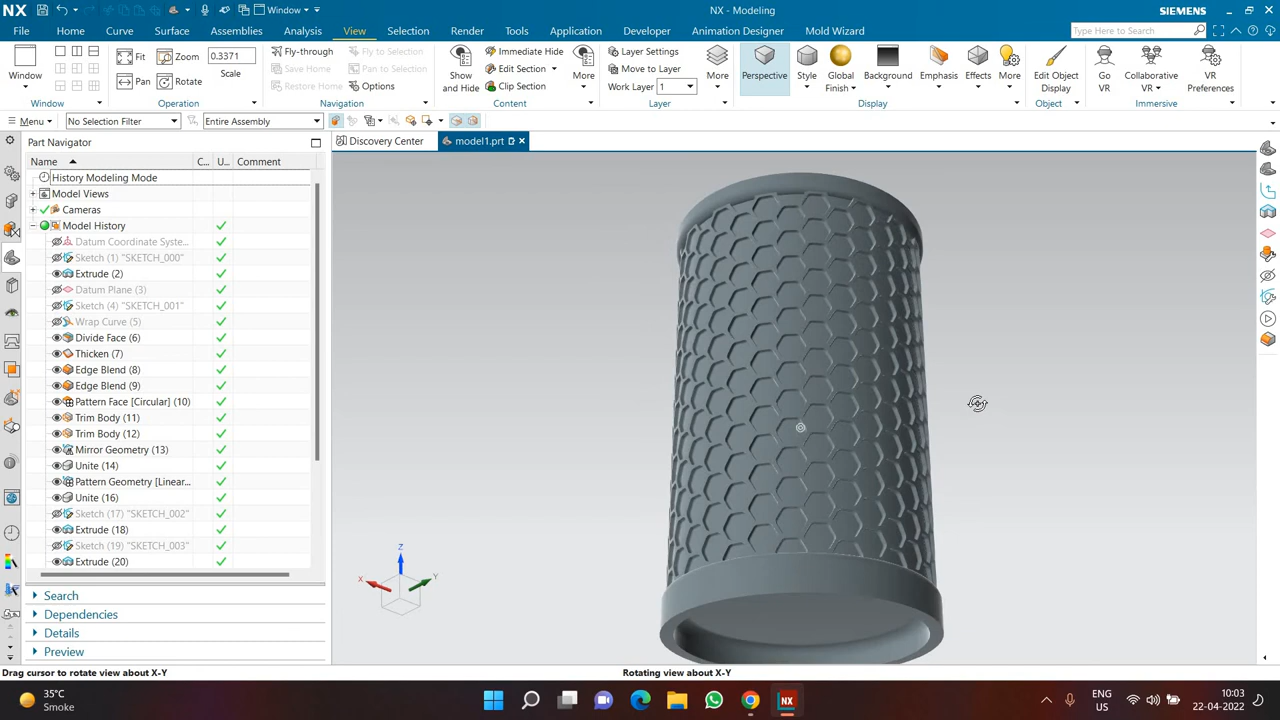 NX
Window
NX - Modeling
SIEMENS
File
Home
Curve
Surface
Assemblies
Analysis
View
Selection
Render
Tools
Application
Developer
Animation Designer
Mold Wizard
Type Here to Search
Window
Fit
Zoom
0.3371
Pan
Rotate
Scale
Fly-through
Fly to Selection
Save Home
Pan to Selection
Restore Home
Options
Show and Hide
Immediate Hide
Edit Section
Clip Section
More
Layer Settings
Move to Layer
Work Layer 1
More
Perspective
Style
Global Finish
Background
Emphasis
Effects
More
Edit Object Display
Go VR
Collaborative VR
VR Preferences
Window
Operation
Navigation
Content
Layer
Display
Object
Immersive
Menu
No Selection Filter
Entire Assembly
Part Navigator
Discovery Center
model1.prt
Name
C...
U...
Comment
History Modeling Mode
Model Views
Cameras
Model History
Datum Coordinate Syste...
Sketch (1) "SKETCH_000"
Extrude (2)
Datum Plane (3)
Sketch (4) "SKETCH_001"
Wrap Curve (5)
Divide Face (6)
Thicken (7)
Edge Blend (8)
Edge Blend (9)
Pattern Face [Circular] (10)
Trim Body (11)
Trim Body (12)
Mirror Geometry (13)
Unite (14)
Pattern Geometry [Linear...
Unite (16)
Sketch (17) "SKETCH_002"
Extrude (18)
Sketch (19) "SKETCH_003"
Extrude (20)
Search
Dependencies
Details
Preview
Z
X
Y
Drag cursor to rotate view about X-Y
Rotating view about X-Y
35°C
Smoke
NX
ENG
US
10:03
22-04-2022